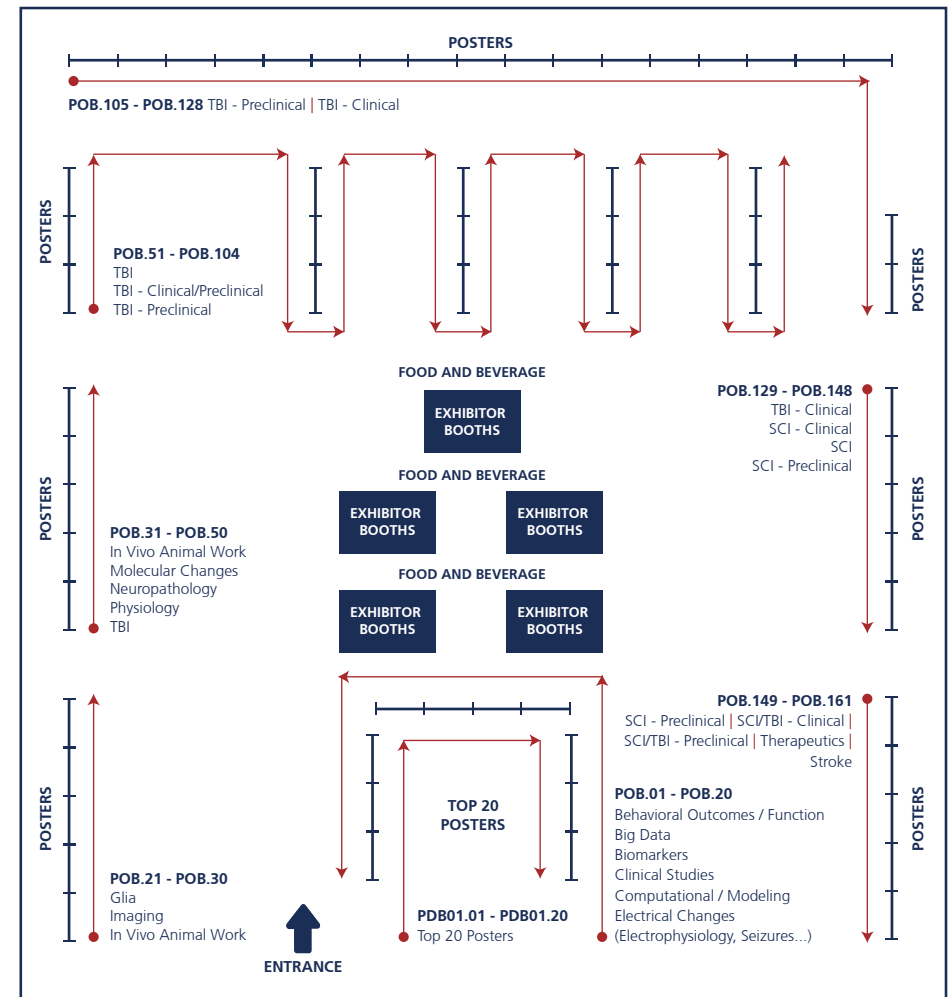 POSTERS
POB.105 - POB.128 TBI - Preclinical | TBI - Clinical
POSTERS
POB.51 - POB.104
TBI
TBI - Clinical/Preclinical
TBI - Preclinical
POSTERS
FOOD AND BEVERAGE
EXHIBITOR
BOOTHS
FOOD AND BEVERAGE
EXHIBITOR
BOOTHS
EXHIBITOR
BOOTHS
FOOD AND BEVERAGE
EXHIBITOR
BOOTHS
EXHIBITOR
BOOTHS
POB.129 - POB.148
TBI - Clinical
SCI - Clinical
SCI
SCI - Preclinical
POSTERS
POSTERS
POB.31 - POB.50
In Vivo Animal Work
Molecular Changes
Neuropathology
Physiology
TBI
POB.149 - POB.161
SCI - Preclinical | SCI/TBI - Clinical |
SCI/TBI - Preclinical | Therapeutics |
Stroke
POSTERS
POB.01 - POB.20
Behavioral Outcomes / Function
Big Data
Biomarkers
Clinical Studies
Computational / Modeling
Electrical Changes
(Electrophysiology, Seizures...)
TOP 20
POSTERS
PDB01.01 - PDB01.20
Top 20 Posters
POSTERS
POB.21 - POB.30
Glia
Imaging
In Vivo Animal Work
ENTRANCE